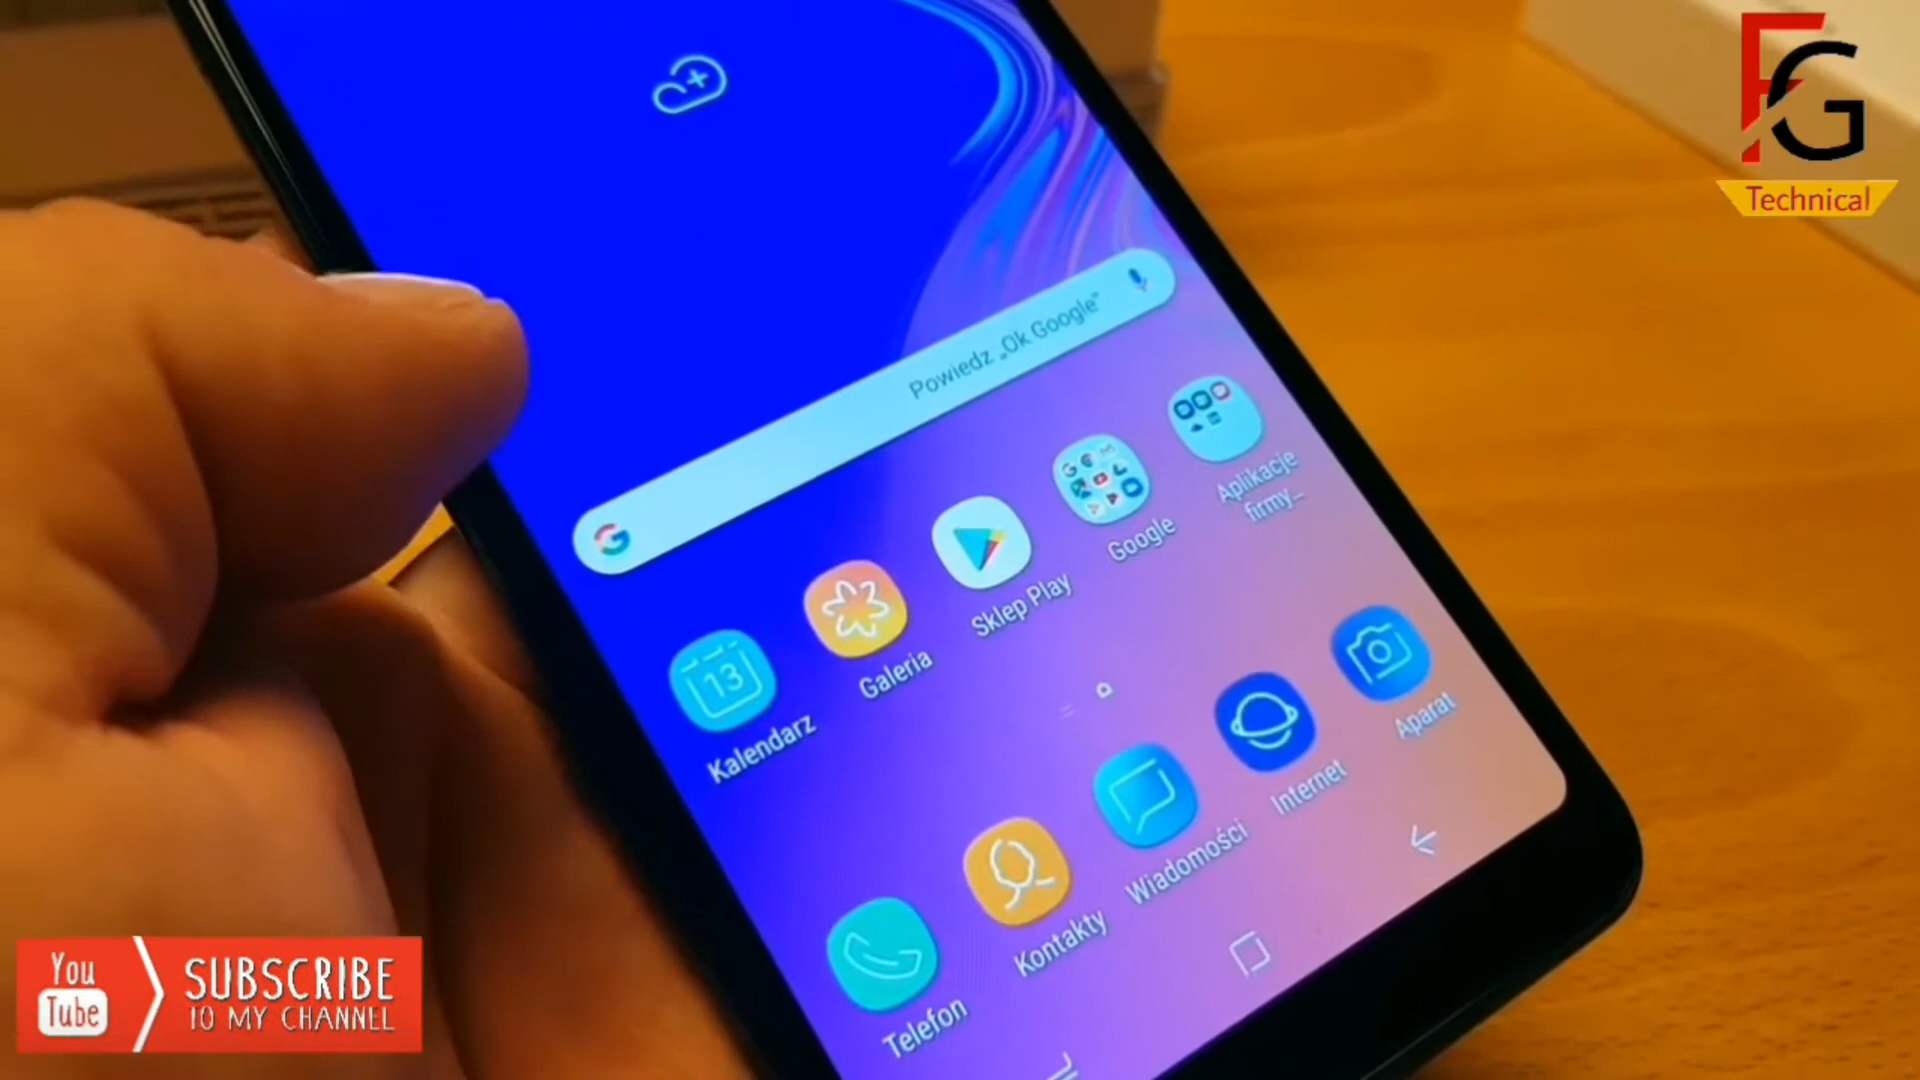 FG
Technical
Powiedz „Ok Google”
Aplikacje
firmy...
Google
Sklep Play
Galeria
13
Kalendarz
Aparat
Internet
Wiadomości
Kontakty
Telefon
You
Tube
SUBSCRIBE
TO MY CHANNEL